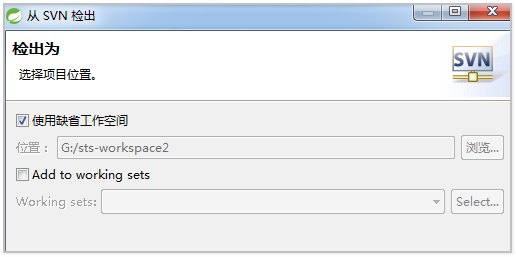 从 SVN 检出
检出为
选择项目位置。
SVN
使用缺省工作空间
位置： G:/sts-workspace2 浏览...
Add to working sets
Working sets: Select...